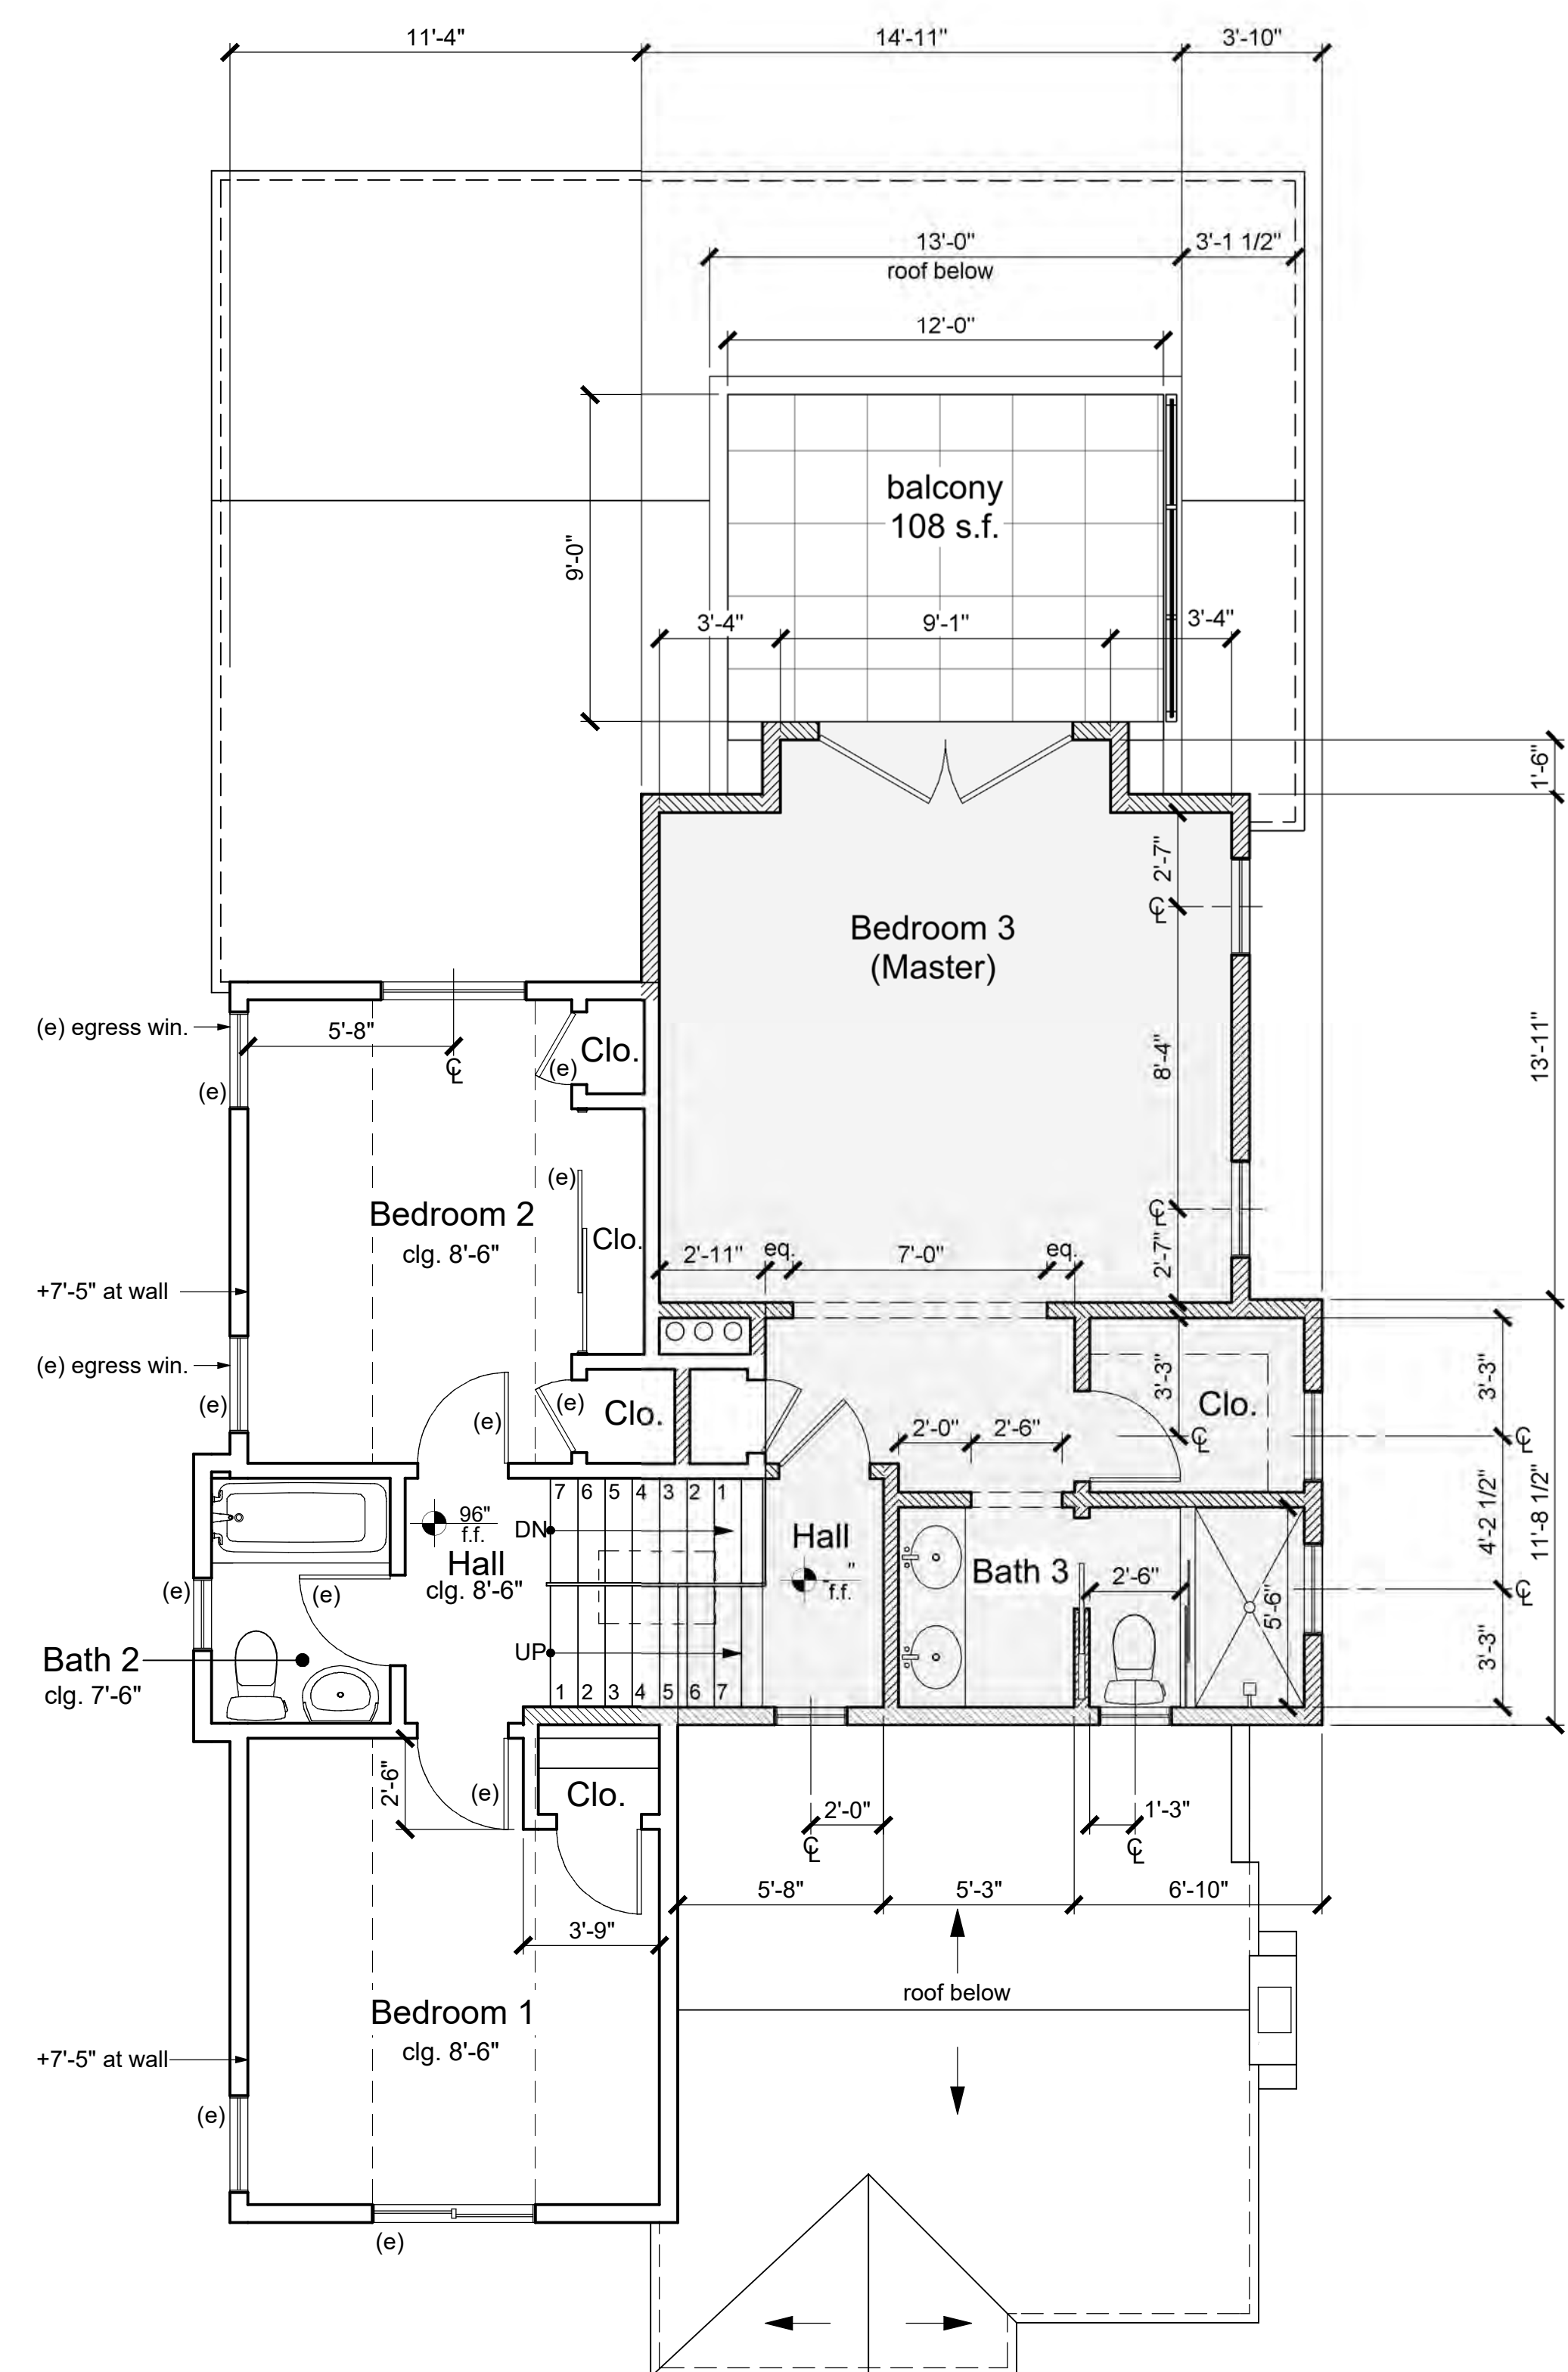 11'-4"
14'-11"
3'-10"
13'-0"
roof below
3'-1 1/2"
12'-0"
balcony
108 s.f.
9'-0"
3'-4"
9'-1"
3'-4"
1'-6"
2'-7"
℄
Bedroom 3
(Master)
(e) egress win.
5'-8"
℄
Clo.
(e)
(e)
8'-4"
13'-11"
(e)
Bedroom 2
clg. 8'-6"
Clo.
℄
2'-11"
eq.
7'-0"
eq.
2'-7"
+7'-5" at wall
(e) egress win.
(e)
(e)
(e)
Clo.
3'-3"
Clo.
3'-3"
2'-0"
2'-6"
℄
℄
7 6 5 4 3 2 1
96"
f.f.
DN
Hall
clg. 8'-6"
Hall
"
f.f.
Bath 3
2'-6"
5'-6"
4'-2 1/2"
11'-8 1/2"
℄
(e)
(e)
Bath 2
clg. 7'-6"
UP
1 2 3 4 5 6 7
3'-3"
2'-6"
(e)
Clo.
2'-0"
℄
1'-3"
℄
5'-8"
5'-3"
6'-10"
3'-9"
roof below
Bedroom 1
clg. 8'-6"
+7'-5" at wall
(e)
(e)